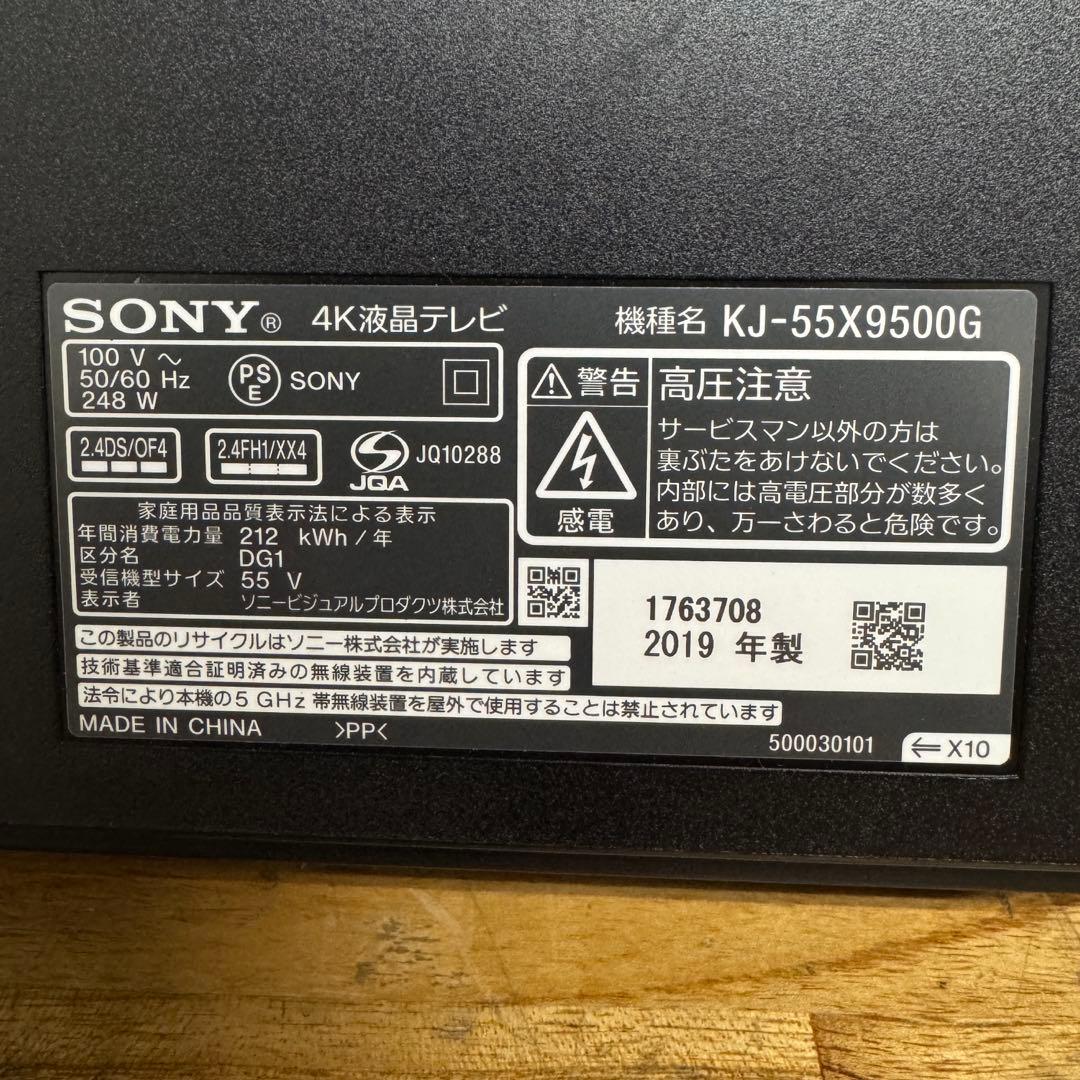 SONY® 4K液晶テレビ 機種名 KJ-55X9500G
100 V ～
50/60 Hz
248 W
PSE SONY
2.4DS/OF4
2.4FH1/XX4
JQA JQ10288
家庭用品品質表示法による表示
年間消費電力量 212 kWh/年
区分名 DG1
受信機型サイズ 55 V
表示者 ソニービジュアルプロダクツ株式会社
警告
感電
高圧注意
サービスマン以外の方は
裏ぶたをあけないでください。
内部には高電圧部分が数多く
あり、万一さわると危険です。
1763708
2019 年製
この製品のリサイクルはソニー株式会社が実施します
技術基準適合証明済みの無線装置を内蔵しています
法令により本機の5 GHz 帯無線装置を屋外で使用することは禁止されています
MADE IN CHINA >PP<
500030101
⇐ X10